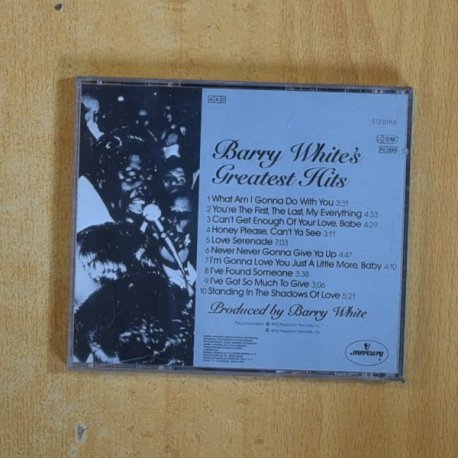 AAD
512 019-2
Barry White's
Greatest Hits
1 What Am I Gonna Do With You 3:31
2 You're The First, The Last, My Everything 4:33
3 Can't Get Enough Of Your Love, Babe 4:29
4 Honey Please, Can't Ya See 3:11
5 Love Serenade 7:03
6 Never Never Gonna Give Ya Up 4:47
7 I'm Gonna Love You Just A Little More, Baby 4:10
8 I've Found Someone 3:38
9 I've Got So Much To Give 3:06
10 Standing In The Shadows Of Love 5:21
Produced by Barry White
mercury